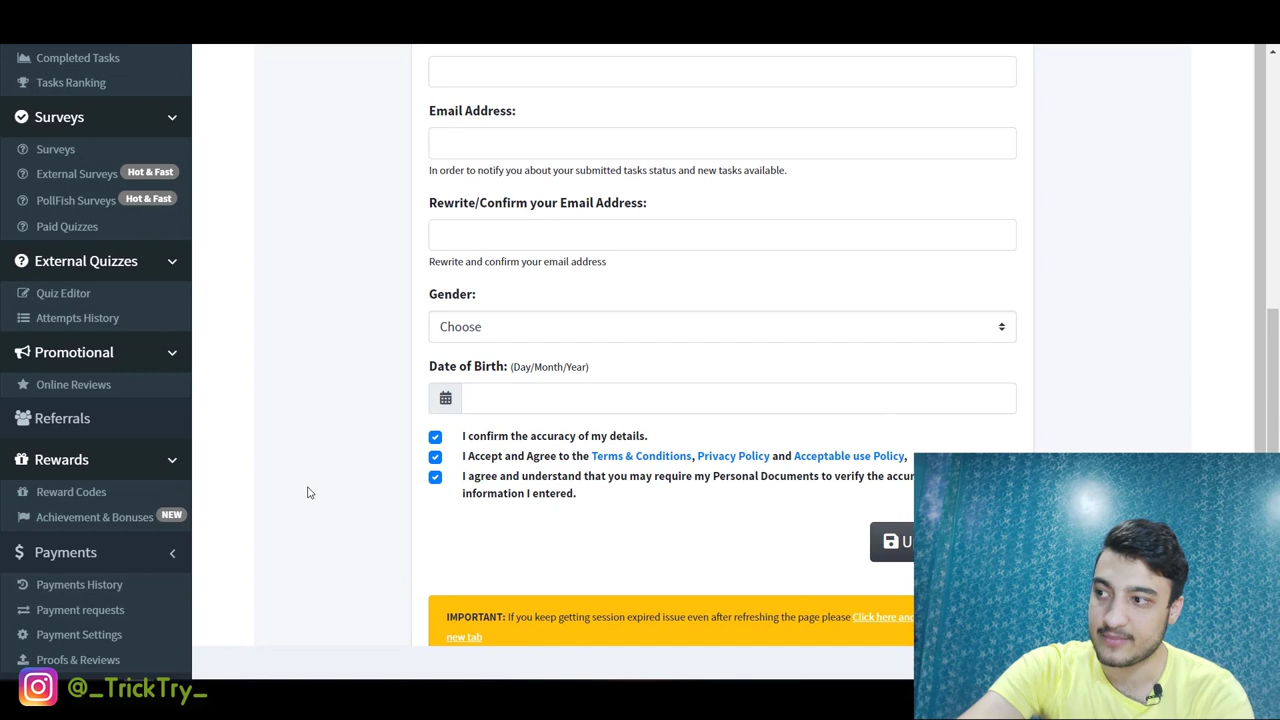 Completed Tasks
Tasks Ranking
Surveys
Surveys
External Surveys Hot & Fast
PollFish Surveys Hot & Fast
Paid Quizzes
External Quizzes
Quiz Editor
Attempts History
Promotional
Online Reviews
Referrals
Rewards
Reward Codes
Achievement & Bonuses NEW
Payments
Payments History
Payment requests
Payment Settings
Proofs & Reviews
@_TrickTry_
Email Address:
In order to notify you about your submitted tasks status and new tasks available.
Rewrite/Confirm your Email Address:
Rewrite and confirm your email address
Gender:
Choose
Date of Birth: (Day/Month/Year)
I confirm the accuracy of my details.
I Accept and Agree to the Terms & Conditions, Privacy Policy and Acceptable use Policy,
I agree and understand that you may require my Personal Documents to verify the accur
information I entered.
U
IMPORTANT: If you keep getting session expired issue even after refreshing the page please Click here and
new tab